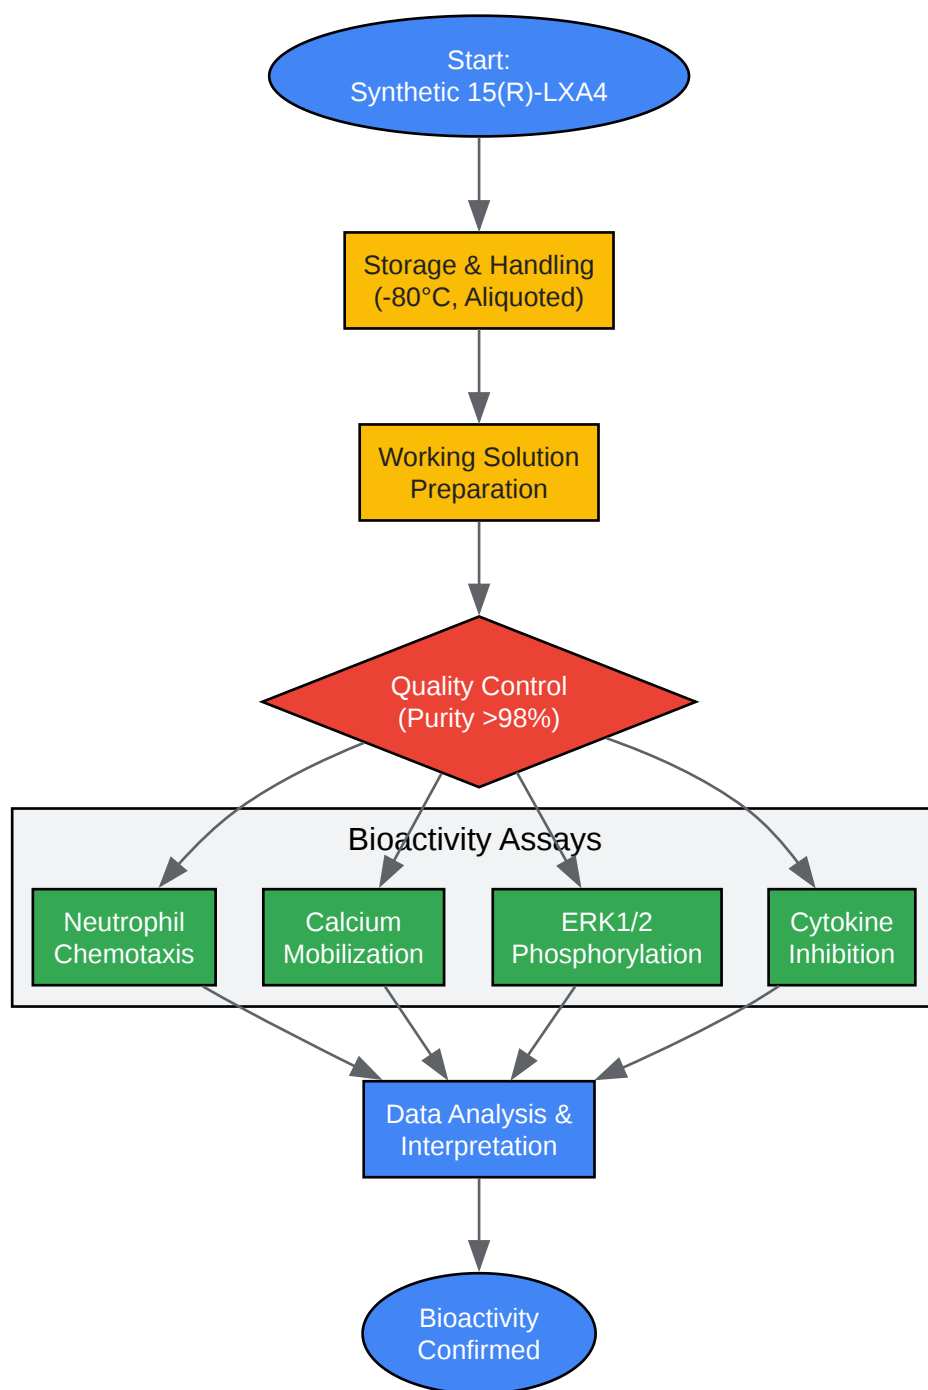 Start:
Synthetic 15(R)-LXA4
Storage & Handling
(-80°C, Aliquoted)
Working Solution
Preparation
Quality Control
(Purity >98%)
Bioactivity Assays
Neutrophil
Chemotaxis
Calcium
Mobilization
ERK1/2
Phosphorylation
Cytokine
Inhibition
Data Analysis &
Interpretation
Bioactivity
Confirmed